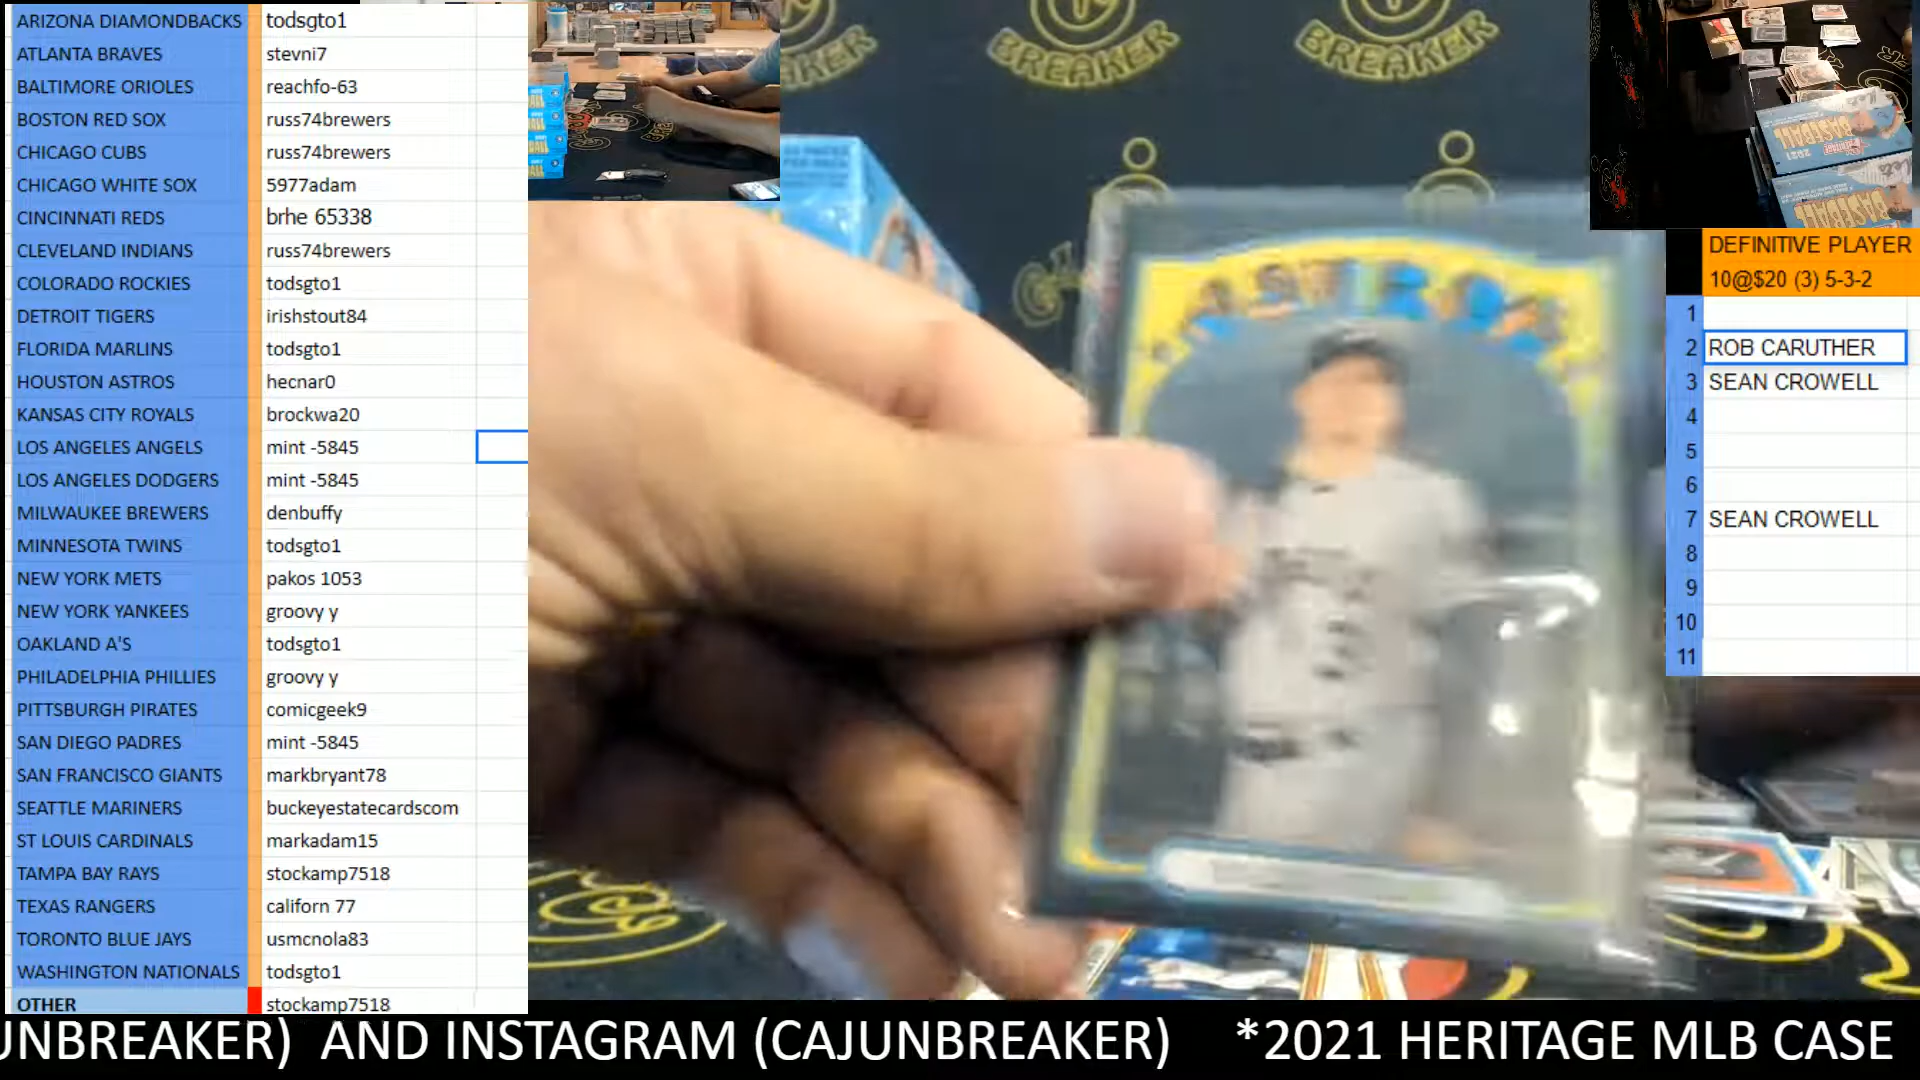 ARIZONA DIAMONDBACKS todsgto1
ATLANTA BRAVES stevni7
BALTIMORE ORIOLES reachfo-63
BOSTON RED SOX russ74brewers
CHICAGO CUBS russ74brewers
CHICAGO WHITE SOX 5977adam
CINCINNATI REDS brhe 65338
CLEVELAND INDIANS russ74brewers
COLORADO ROCKIES todsgto1
DETROIT TIGERS irishstout84
FLORIDA MARLINS todsgto1
HOUSTON ASTROS hecnar0
KANSAS CITY ROYALS brockwa20
LOS ANGELES ANGELS mint -5845
LOS ANGELES DODGERS mint -5845
MILWAUKEE BREWERS denbuffy
MINNESOTA TWINS todsgto1
NEW YORK METS pakos 1053
NEW YORK YANKEES groovy y
OAKLAND A'S todsgto1
PHILADELPHIA PHILLIES groovy y
PITTSBURGH PIRATES comicgeek9
SAN DIEGO PADRES mint -5845
SAN FRANCISCO GIANTS markbryant78
SEATTLE MARINERS buckeyestatecardscom
ST LOUIS CARDINALS markadam15
TAMPA BAY RAYS stockamp7518
TEXAS RANGERS californ 77
TORONTO BLUE JAYS usmcnola83
WASHINGTON NATIONALS todsgto1
OTHER stockamp7518
BREAKER
BREAKER
ASTROS
2021
BASEBALL
BASEBALL
DEFINITIVE PLAYER
10@$20 (3) 5-3-2
1
2 ROB CARUTHER
3 SEAN CROWELL
4
5
6
7 SEAN CROWELL
8
9
10
11
UNBREAKER) AND INSTAGRAM (CAJUNBREAKER) *2021 HERITAGE MLB CASE